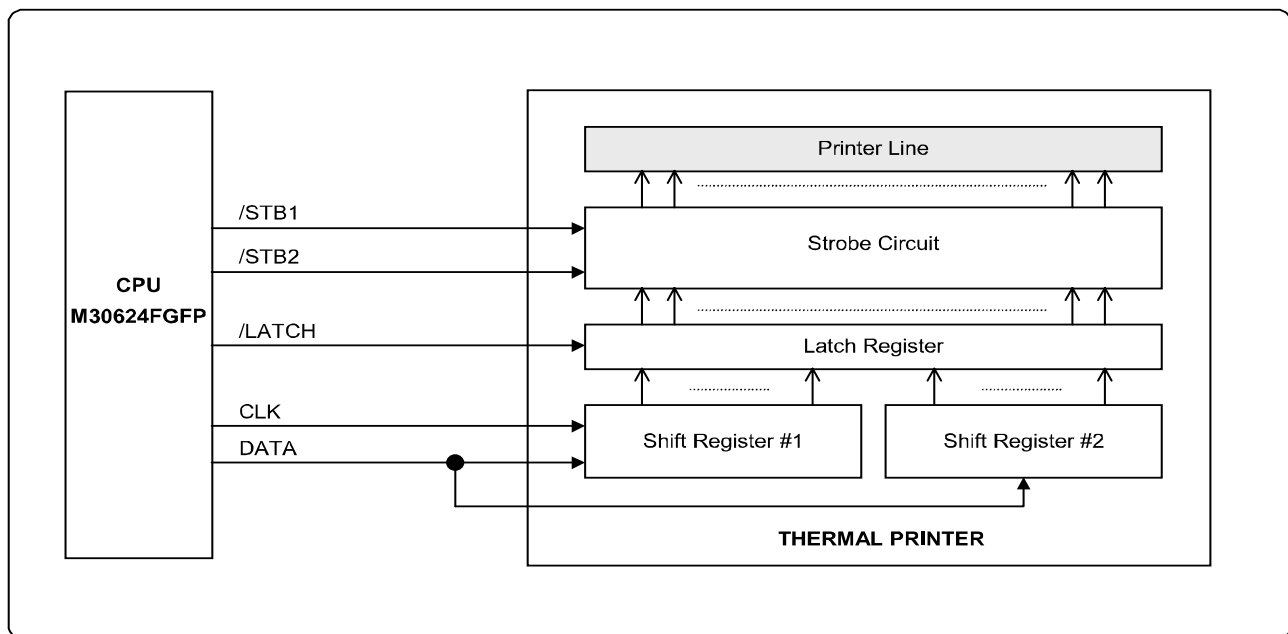 Printer Line
/STB1
Strobe Circuit
/STB2
CPU
M30624FGFP
/LATCH
Latch Register
CLK
DATA
Shift Register #1
Shift Register #2
THERMAL PRINTER